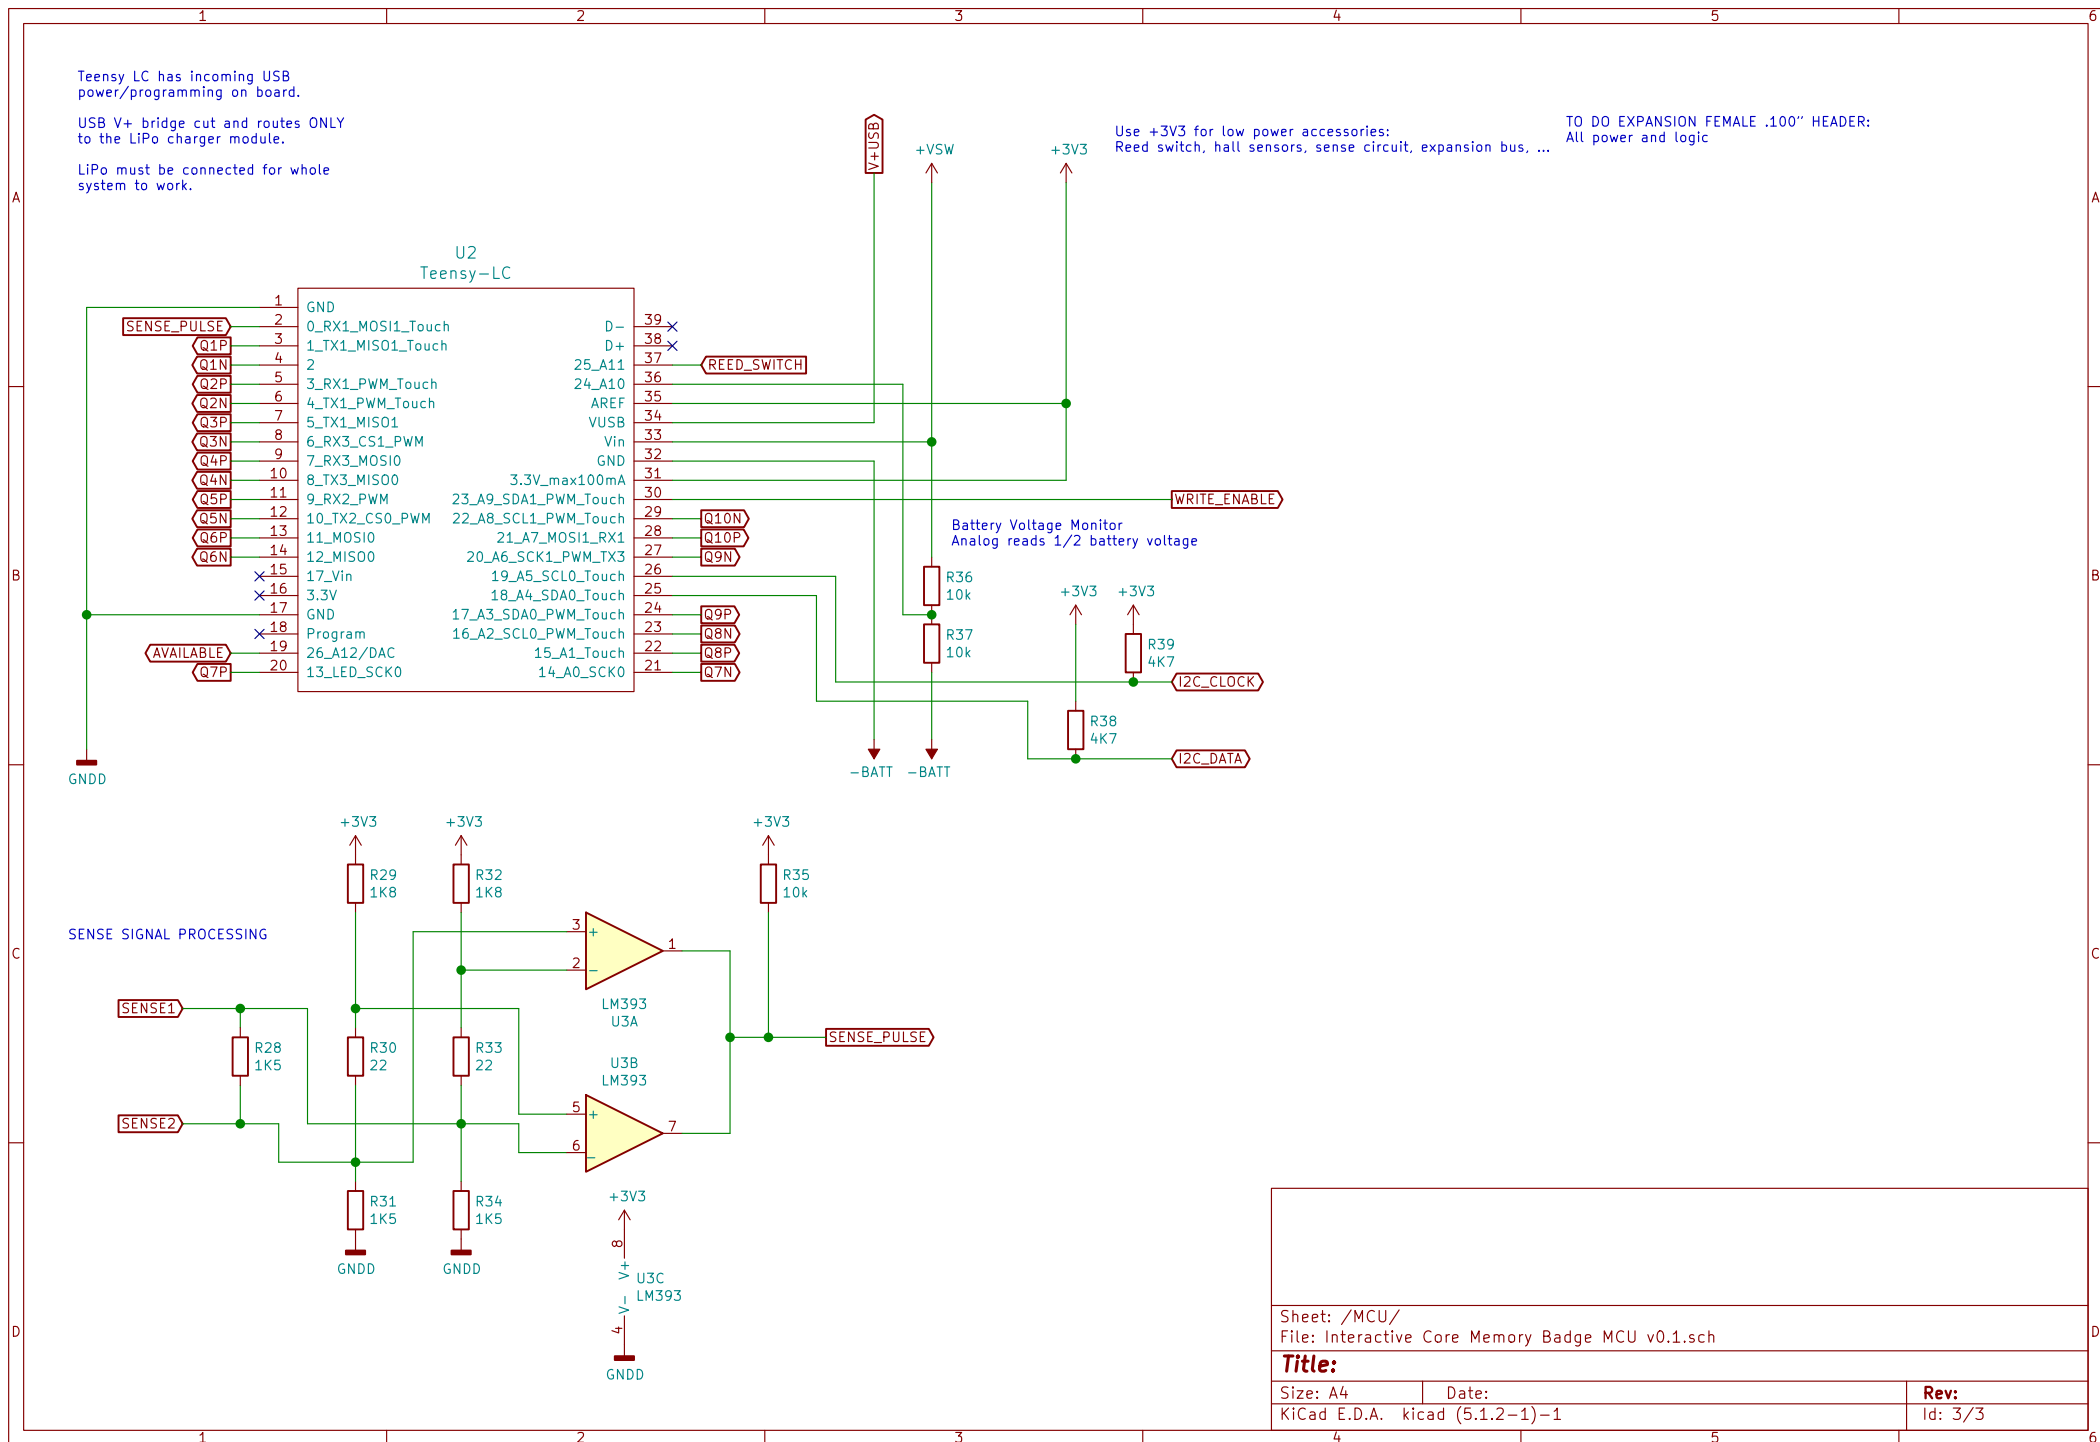 1 2 3 4 5 6
Teensy LC has incoming USB
power/programming on board.
USB V+ bridge cut and routes ONLY
to the LiPo charger module.
LiPo must be connected for whole
system to work.
V+USB
+VSW
+3V3
Use +3V3 for low power accessories:
Reed switch, hall sensors, sense circuit, expansion bus, ...
TO DO EXPANSION FEMALE .100" HEADER:
All power and logic
A A
U2
Teensy-LC
1 GND
SENSE_PULSE 2 0_RX1_MOSI1_Touch D- 39
Q1P 3 1_TX1_MISO1_Touch D+ 38
Q1N 4 2 25_A11 37 REED_SWITCH
Q2P 5 3_RX1_PWM_Touch 24_A10 36
Q2N 6 4_TX1_PWM_Touch AREF 35
Q3P 7 5_TX1_MISO1 VUSB 34
Q3N 8 6_RX3_CS1_PWM Vin 33
Q4P 9 7_RX3_MOSI0 GND 32
Q4N 10 8_TX3_MISO0 3.3V_max100mA 31
Q5P 11 9_RX2_PWM 23_A9_SDA1_PWM_Touch 30 WRITE_ENABLE
Q5N 12 10_TX2_CS0_PWM 22_A8_SCL1_PWM_Touch 29 Q10N
Q6P 13 11_MOSI0 21_A7_MOSI1_RX1 28 Q10P
Q6N 14 12_MISO0 20_A6_SCK1_PWM_TX3 27 Q9N
15 17_Vin 19_A5_SCL0_Touch 26
16 3.3V 18_A4_SDA0_Touch 25
17 GND 17_A3_SDA0_PWM_Touch 24 Q9P
18 Program 16_A2_SCL0_PWM_Touch 23 Q8N
AVAILABLE 19 26_A12/DAC 15_A1_Touch 22 Q8P
Q7P 20 13_LED_SCK0 14_A0_SCK0 21 Q7N
Battery Voltage Monitor
Analog reads 1/2 battery voltage
B B
R36
10k
R37
10k
+3V3 +3V3
R39
4K7
I2C_CLOCK
R38
4K7
I2C_DATA
GNDD
-BATT -BATT
+3V3 +3V3 +3V3
R29
1K8
R32
1K8
R35
10k
SENSE SIGNAL PROCESSING
C C
3 +
2 -
1
LM393
U3A
SENSE1
R28
1K5
R30
22
R33
22
SENSE_PULSE
U3B
LM393
SENSE2
5 +
6 -
7
R31
1K5
R34
1K5
GNDD GNDD
+3V3
8
V+
U3C
LM393
V-
4
GNDD
D D
Sheet: /MCU/
File: Interactive Core Memory Badge MCU v0.1.sch
Title:
Size: A4 Date: Rev:
KiCad E.D.A. kicad (5.1.2-1)-1 Id: 3/3
1 2 3 4 5 6